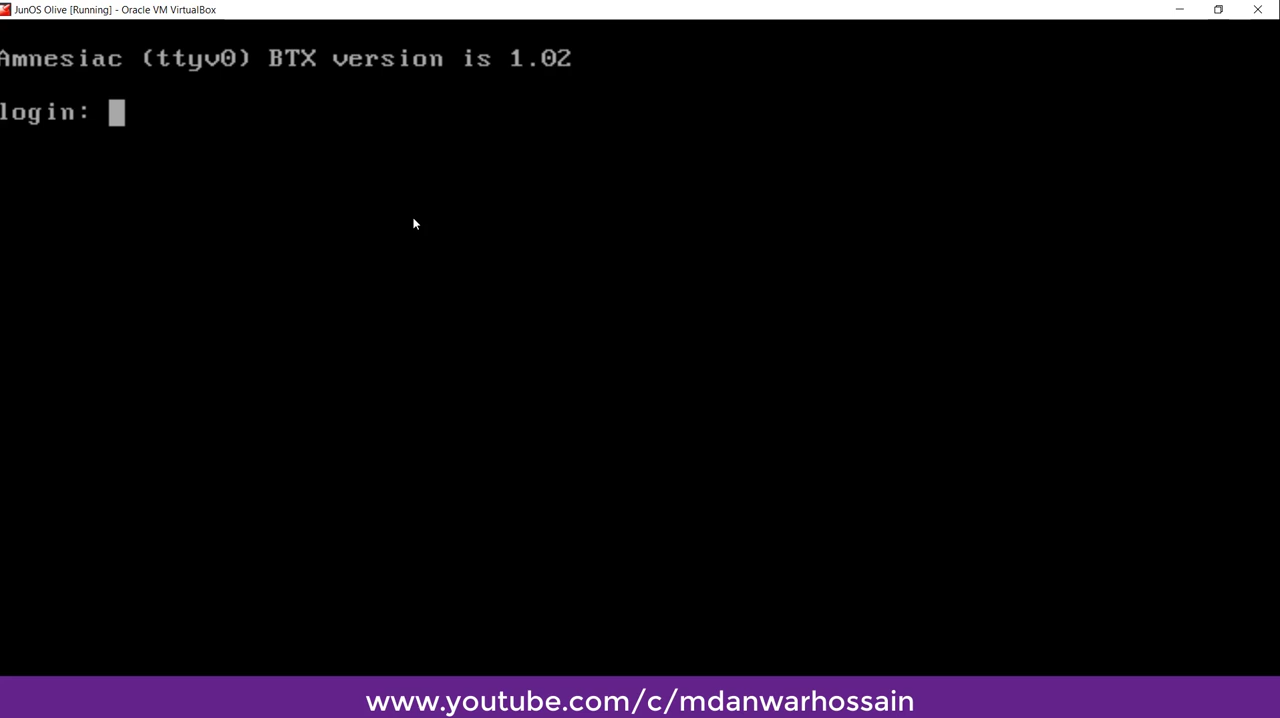 JunOS Olive [Running] - Oracle VM VirtualBox
Amnesiac (ttyv0) BTX version is 1.02
login:
www.youtube.com/c/mdanwarhossain